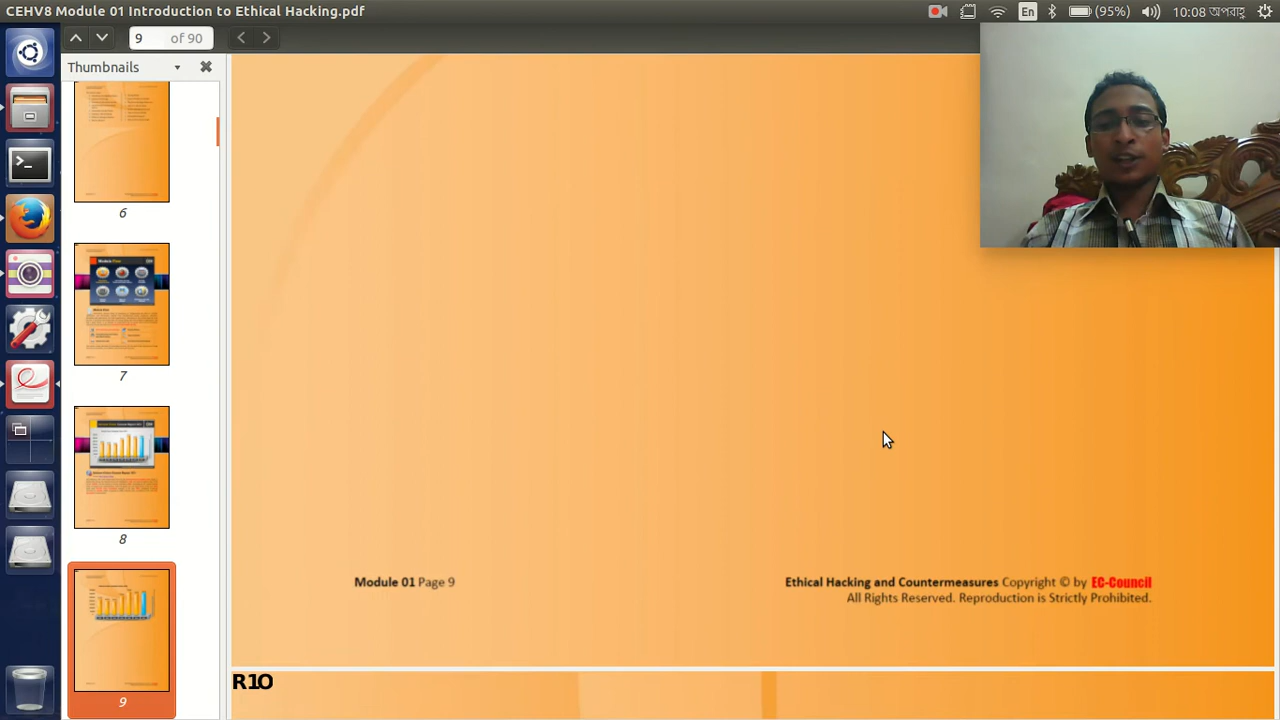 CEHV8 Module 01 Introduction to Ethical Hacking.pdf
En
(95%)
10:08 অপরাহ্ণ
9
of 90
Thumbnails
6
7
8
9
Module 01 Page 9
Ethical Hacking and Countermeasures Copyright © by EC-Council
All Rights Reserved. Reproduction is Strictly Prohibited.
R10